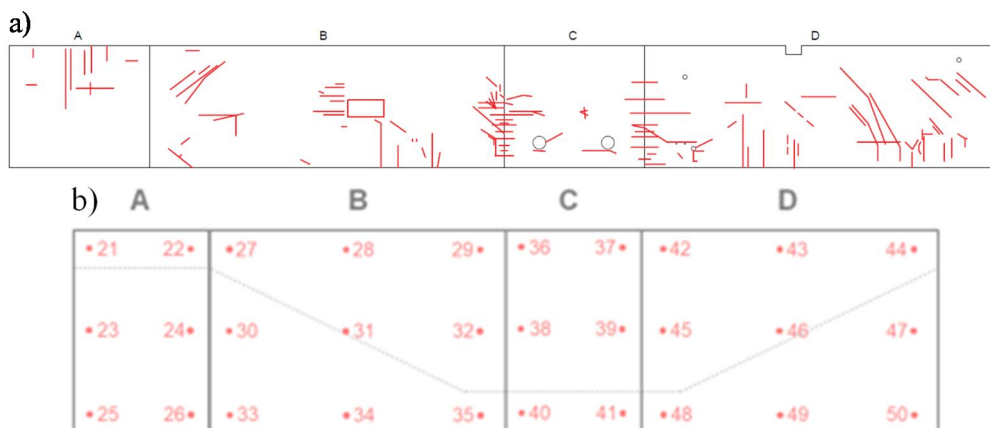 a)
A B C D
b) A B C D
21 22 27 28 29 36 37 42 43 44
23 24 30 31 32 38 39 45 46 47
25 26 33 34 35 40 41 48 49 50